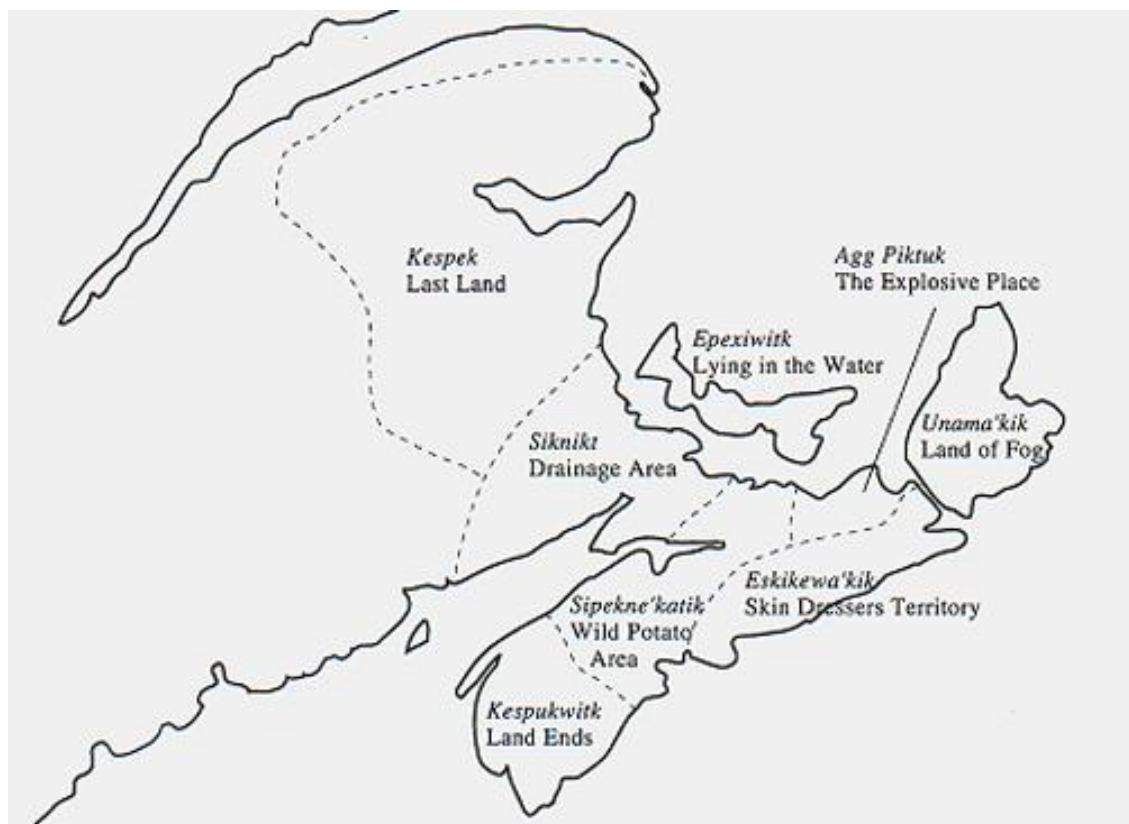 Kespek
Last Land
Agg Piktuk
The Explosive Place
Epexiwitk
Lying in the Water
Unama'kik
Land of Fog
Siknikt
Drainage Area
Eskikewa'kik
Skin Dressers Territory
Sipekne'katik
Wild Potato
Area
Kespukwitk
Land Ends